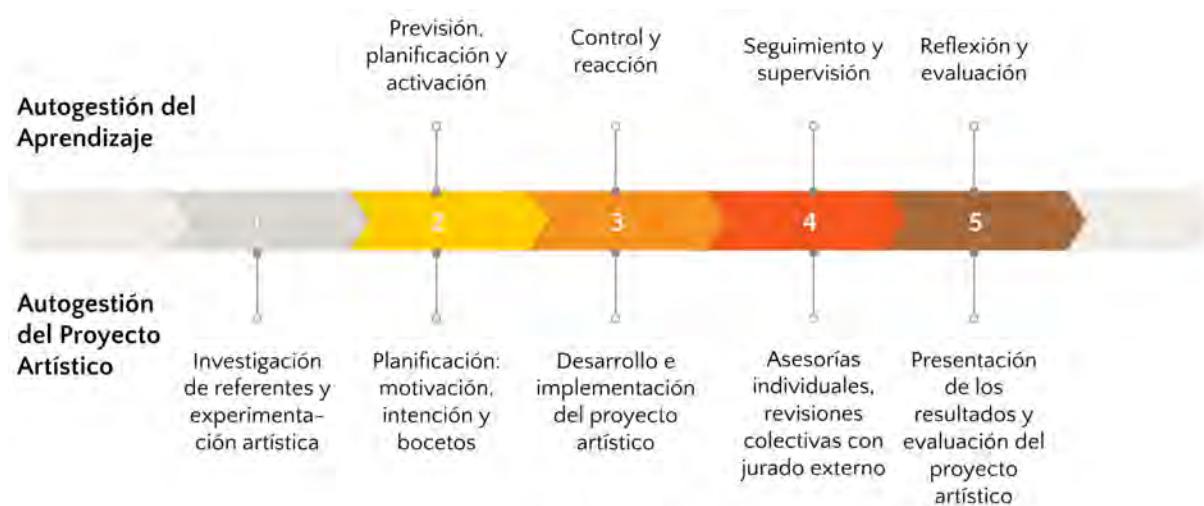 Previsión,
planificación y
activación
Control y
reacción
Seguimiento y
supervisión
Reflexión y
evaluación
Autogestión del
Aprendizaje
1
2
3
4
5
Autogestión
del Proyecto
Artístico
Investigación
de referentes y
experimenta-
ción artística
Planificación:
motivación,
intención y
bocetos
Desarrollo e
implementación
del proyecto
artístico
Asesorías
individuales,
revisiones
colectivas con
jurado externo
Presentación
de los
resultados y
evaluación del
proyecto
artístico